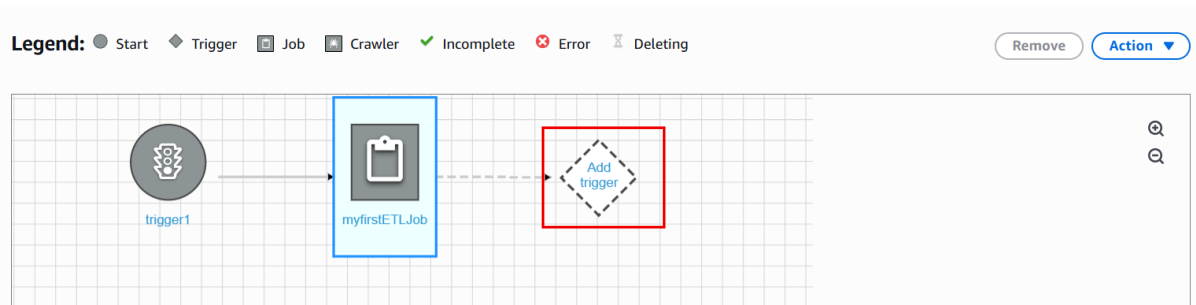 Legend: Start Trigger Job Crawler Incomplete Error Deleting Remove Action
Add
trigger
trigger1 myfirstETLJob